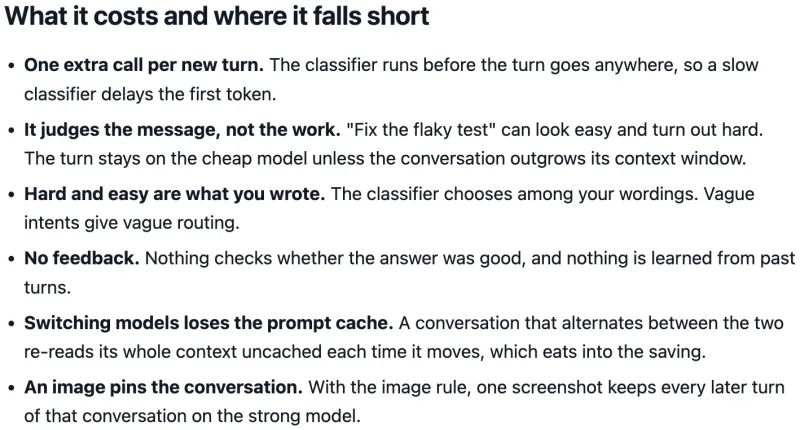 What it costs and where it falls short
• One extra call per new turn. The classifier runs before the turn goes anywhere, so a slow
classifier delays the first token.
• It judges the message, not the work. "Fix the flaky test" can look easy and turn out hard.
The turn stays on the cheap model unless the conversation outgrows its context window.
• Hard and easy are what you wrote. The classifier chooses among your wordings. Vague
intents give vague routing.
• No feedback. Nothing checks whether the answer was good, and nothing is learned from past
turns.
• Switching models loses the prompt cache. A conversation that alternates between the two
re-reads its whole context uncached each time it moves, which eats into the saving.
• An image pins the conversation. With the image rule, one screenshot keeps every later turn
of that conversation on the strong model.